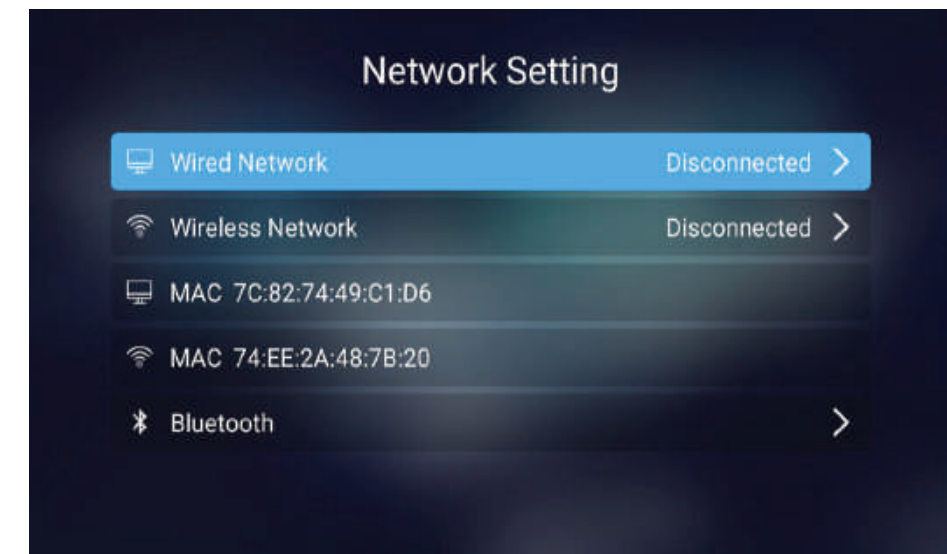 Network Setting
Wired Network Disconnected
Wireless Network Disconnected
MAC 7C:82:74:49:C1:D6
MAC 74:EE:2A:48:7B:20
Bluetooth